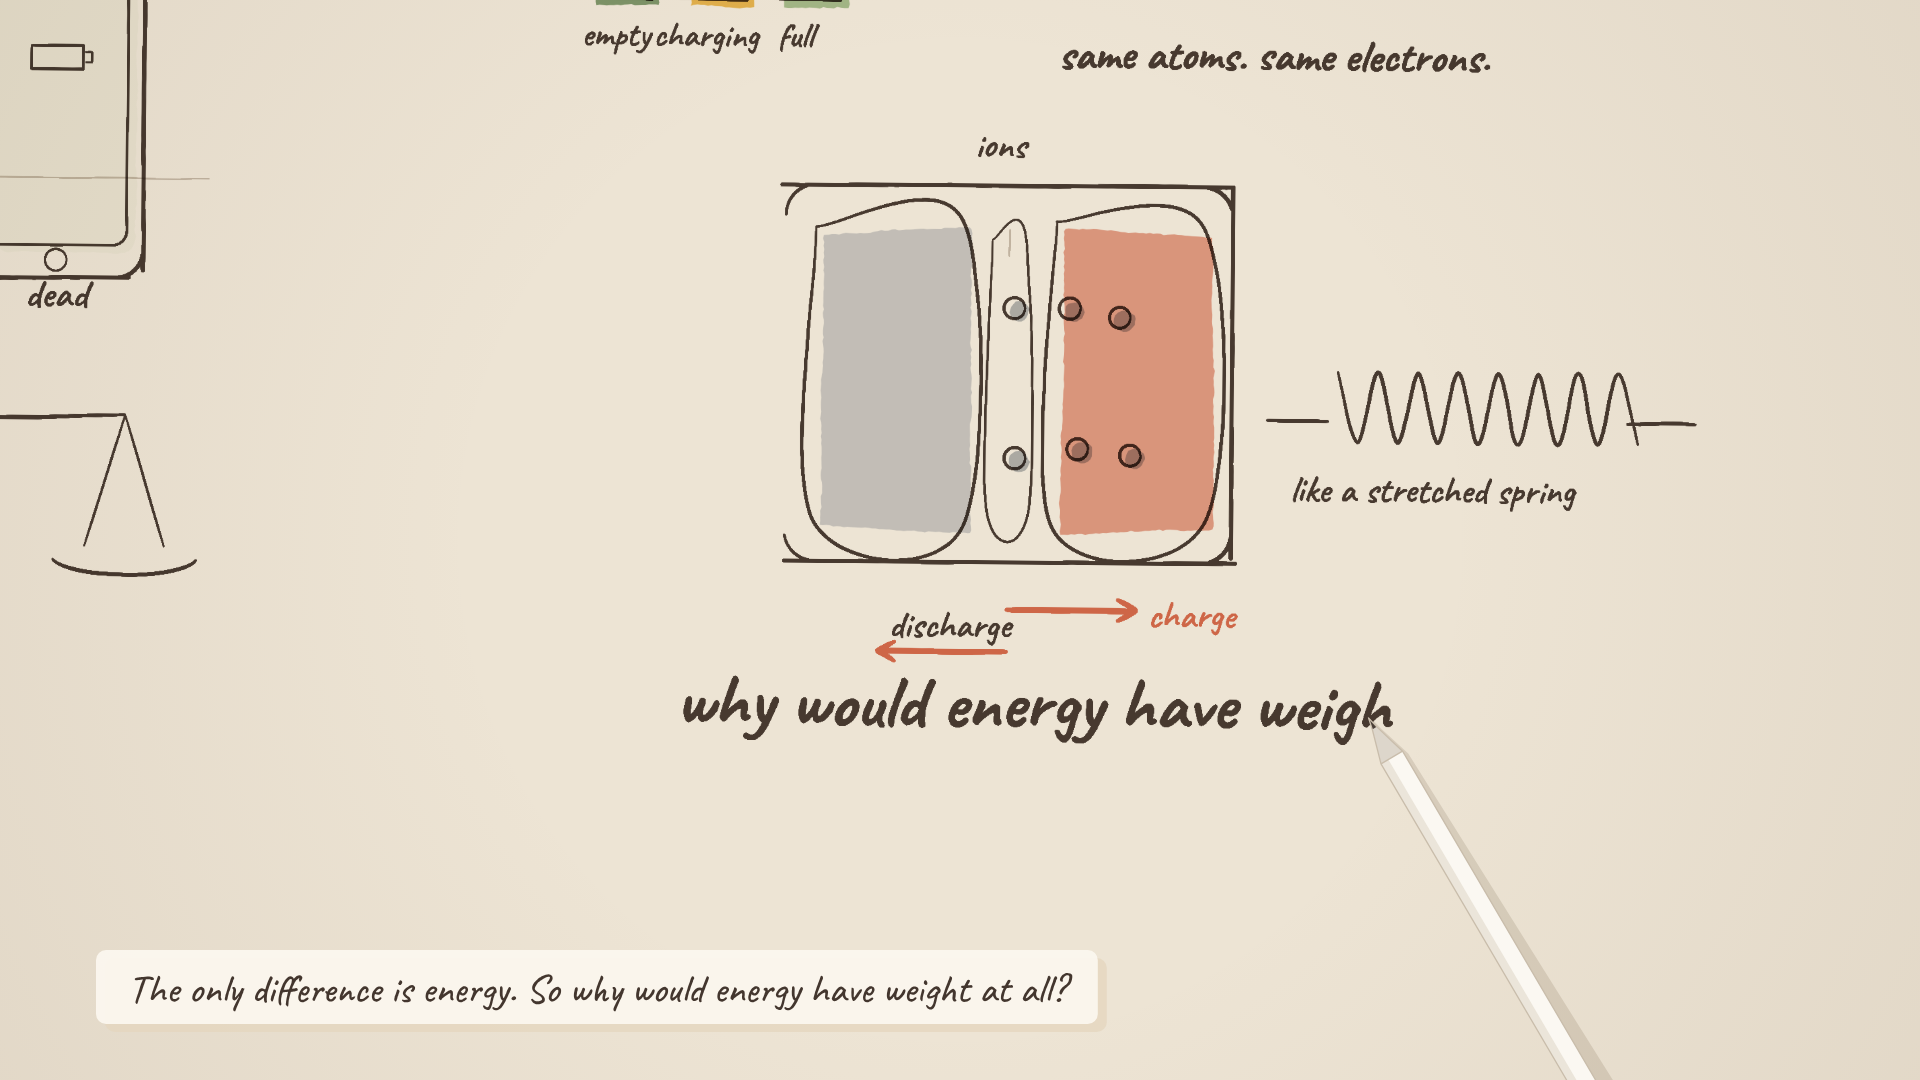 empty charging full
same atoms. same electrons.
ions
dead
like a stretched spring
discharge
charge
why would energy have weigh
The only difference is energy. So why would energy have weight at all?